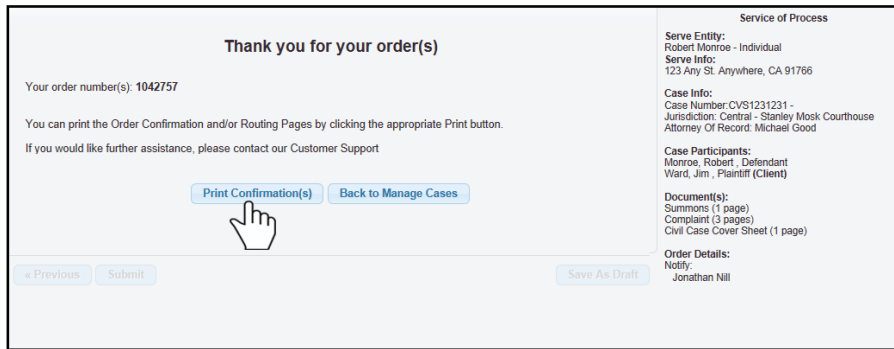 Thank you for your order(s)
Your order number(s): 1042757
You can print the Order Confirmation and/or Routing Pages by clicking the appropriate Print button.
If you would like further assistance, please contact our Customer Support
Print Confirmation(s)
Back to Manage Cases
« Previous
Submit
Save As Draft
Service of Process
Serve Entity:
Robert Monroe - Individual
Serve Info:
123 Any St. Anywhere, CA 91766
Case Info:
Case Number:CVS1231231 -
Jurisdiction: Central - Stanley Mosk Courthouse
Attorney Of Record: Michael Good
Case Participants:
Monroe, Robert , Defendant
Ward, Jim , Plaintiff (Client)
Document(s):
Summons (1 page)
Complaint (3 pages)
Civil Case Cover Sheet (1 page)
Order Details:
Notify:
Jonathan Nill